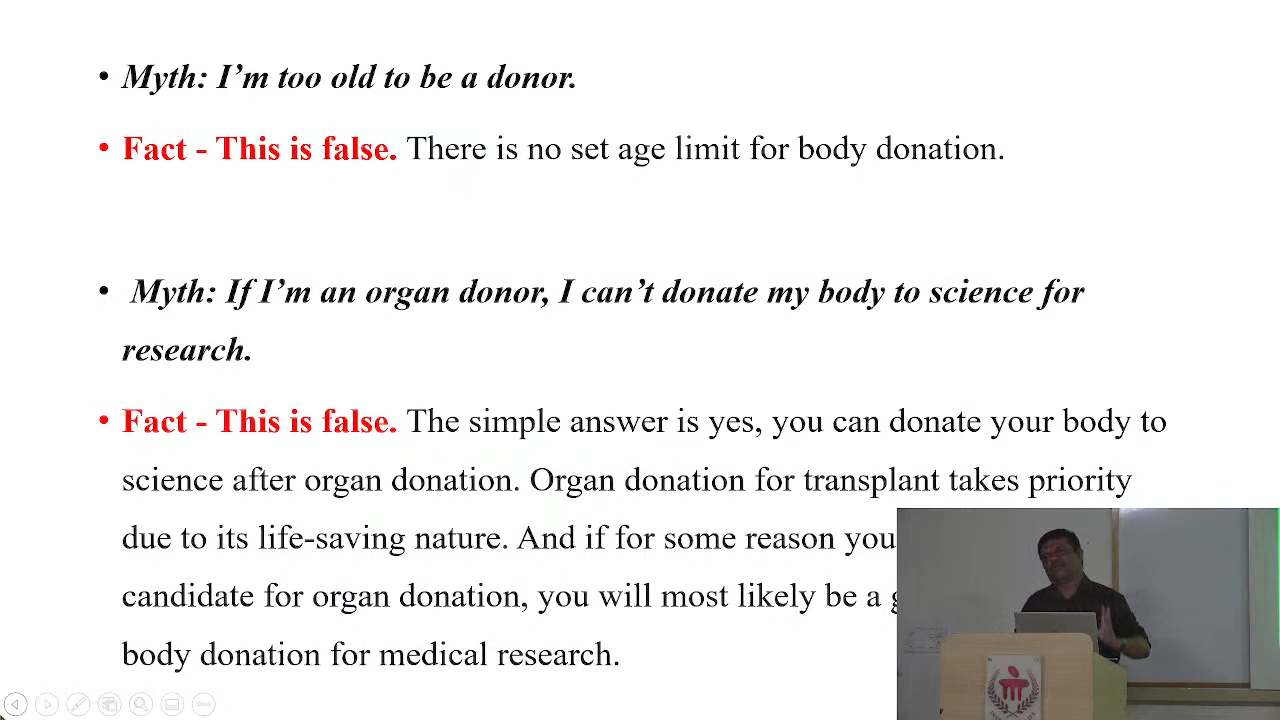 • Myth: I’m too old to be a donor.
• Fact - This is false. There is no set age limit for body donation.
• Myth: If I’m an organ donor, I can’t donate my body to science for
research.
• Fact - This is false. The simple answer is yes, you can donate your body to
science after organ donation. Organ donation for transplant takes priority
due to its life-saving nature. And if for some reason you
candidate for organ donation, you will most likely be a
body donation for medical research.